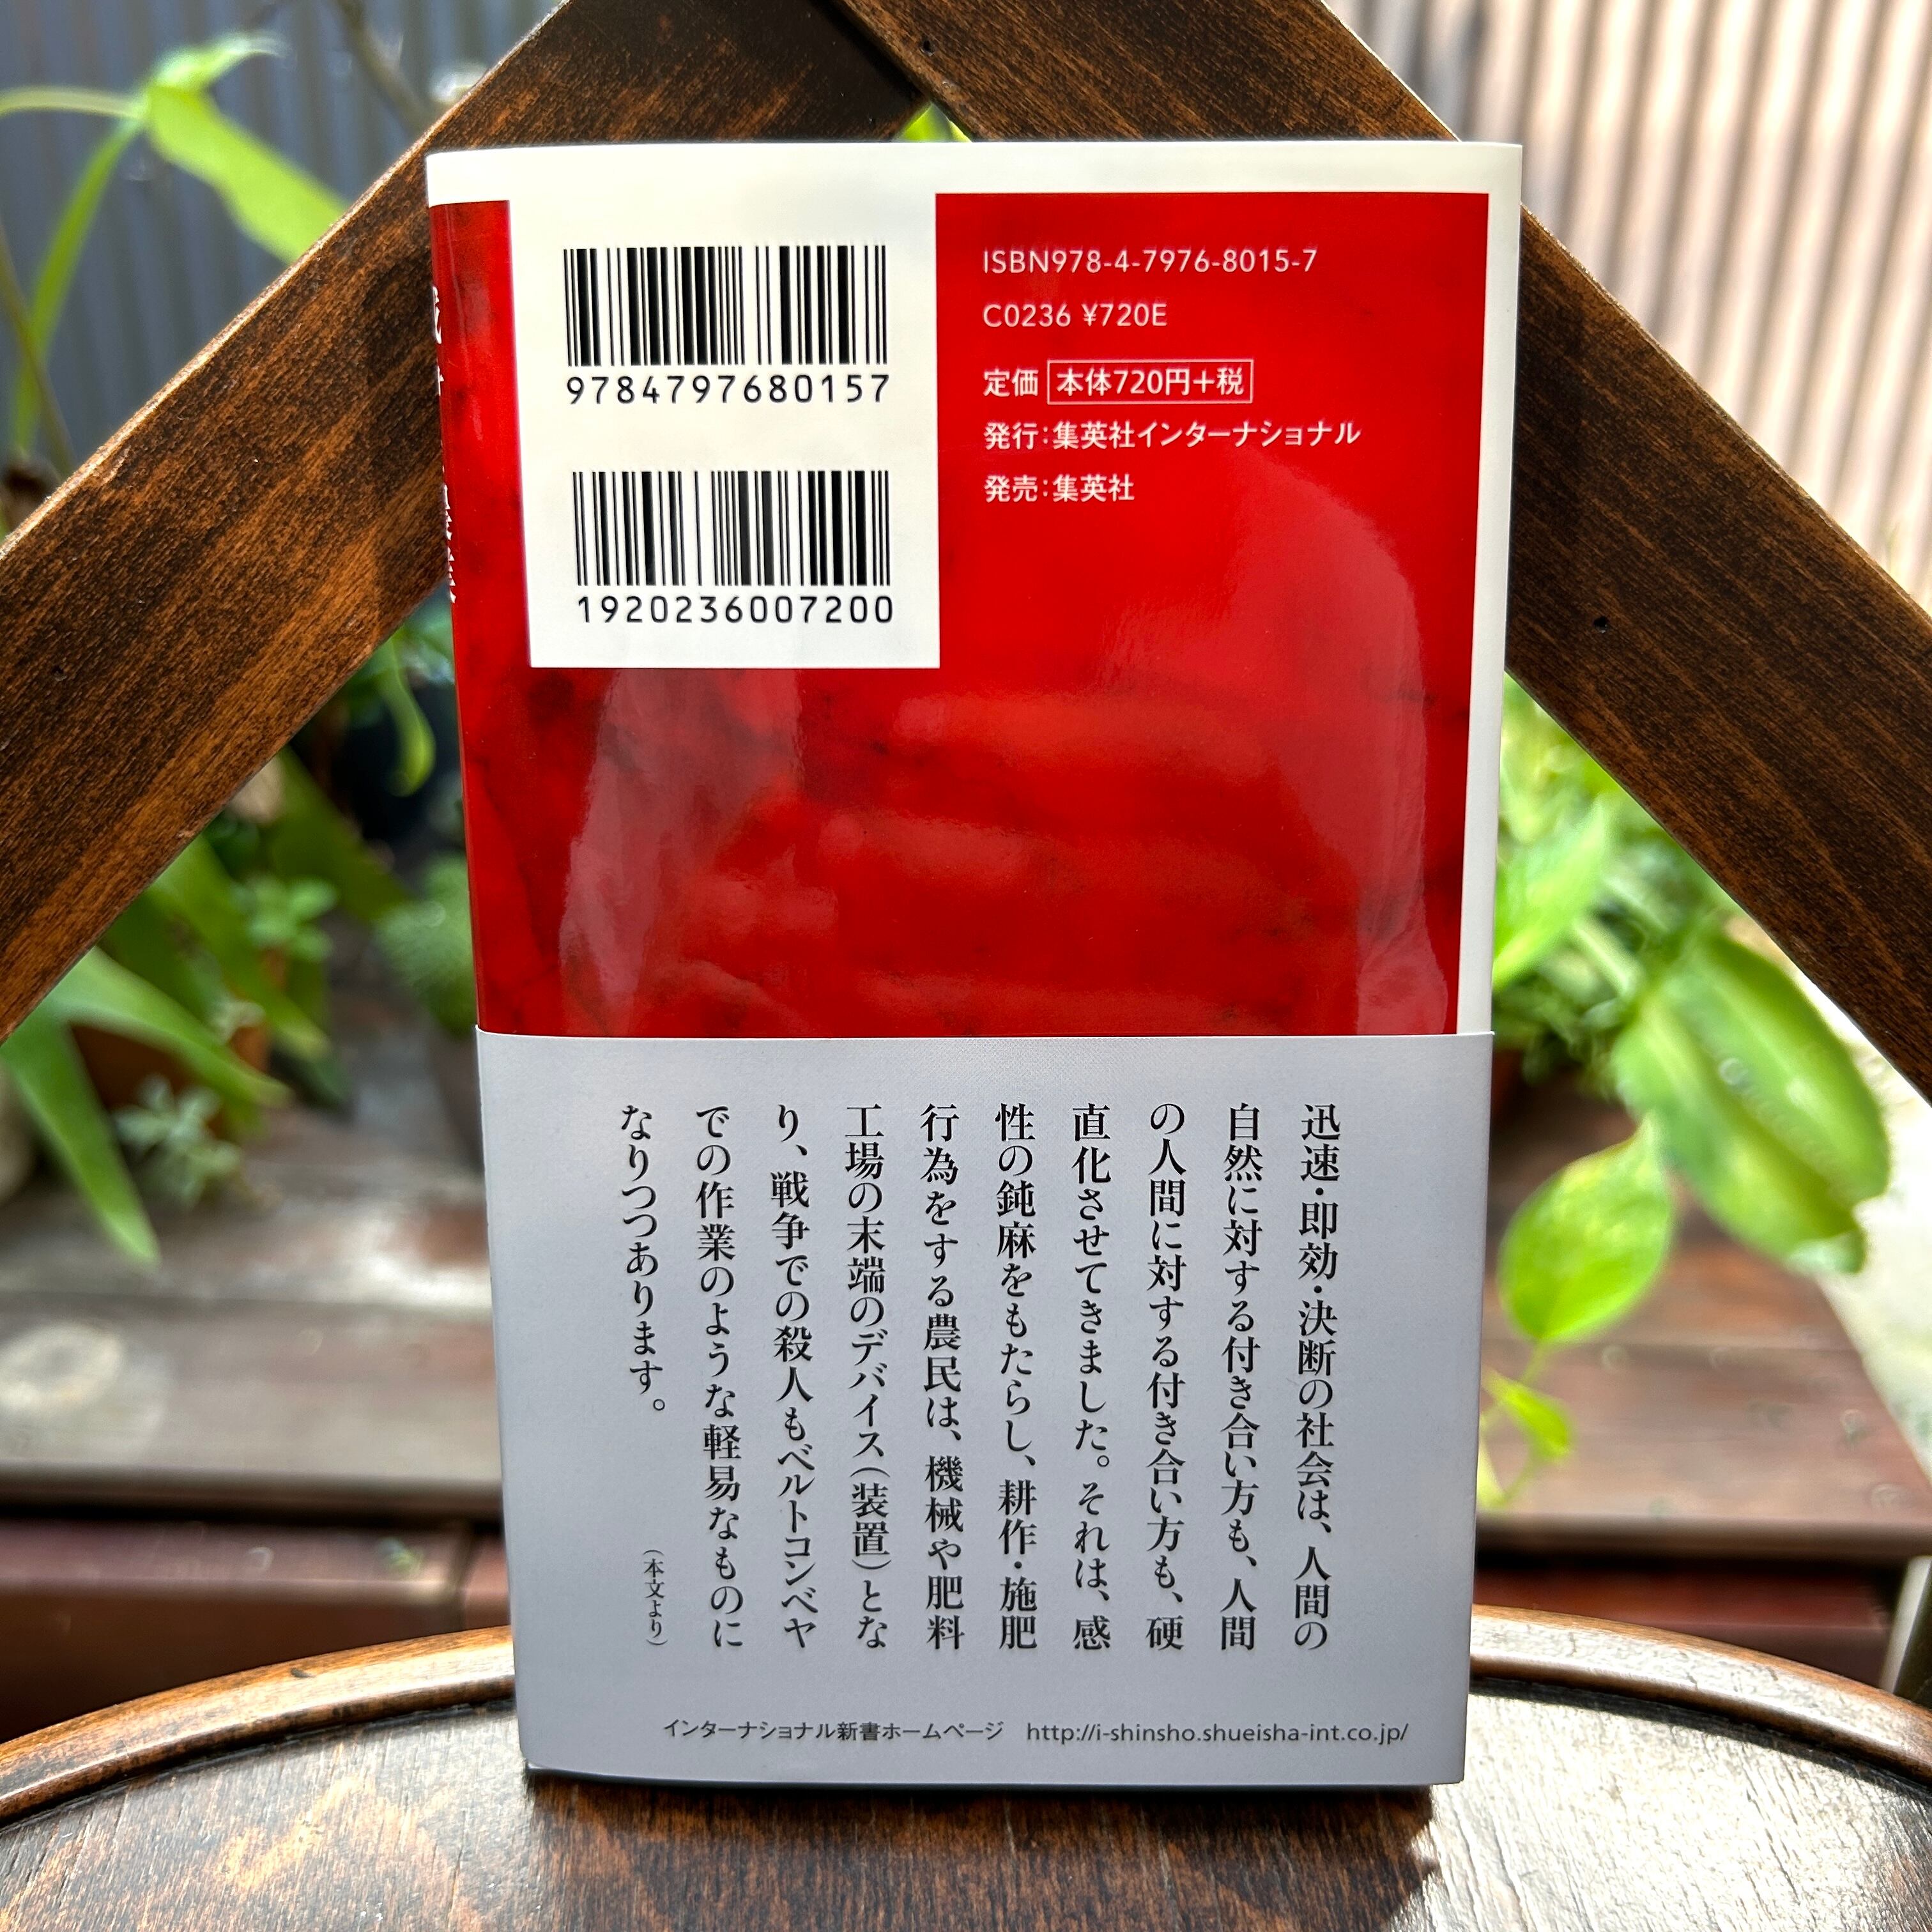 9784797680157
1920236007200
ISBN978-4-7976-8015-7
C0236 ¥720E
定価 本体720円+税
発行:集英社インターナショナル
発売:集英社
迅速・即効・決断の社会は、人間の
自然に対する付き合い方も、人間
の人間に対する付き合い方も、硬
直化させてきました。それは、感
性の鈍麻をもたらし、耕作・施肥
行為をする農民は、機械や肥料
工場の末端のデバイス(装置)とな
り、戦争での殺人もベルトコンベヤ
での作業のような軽易なものに
なりつつあります。
(本文より)
インターナショナル新書ホームページ http://i-shinsho.shueisha-int.co.jp/